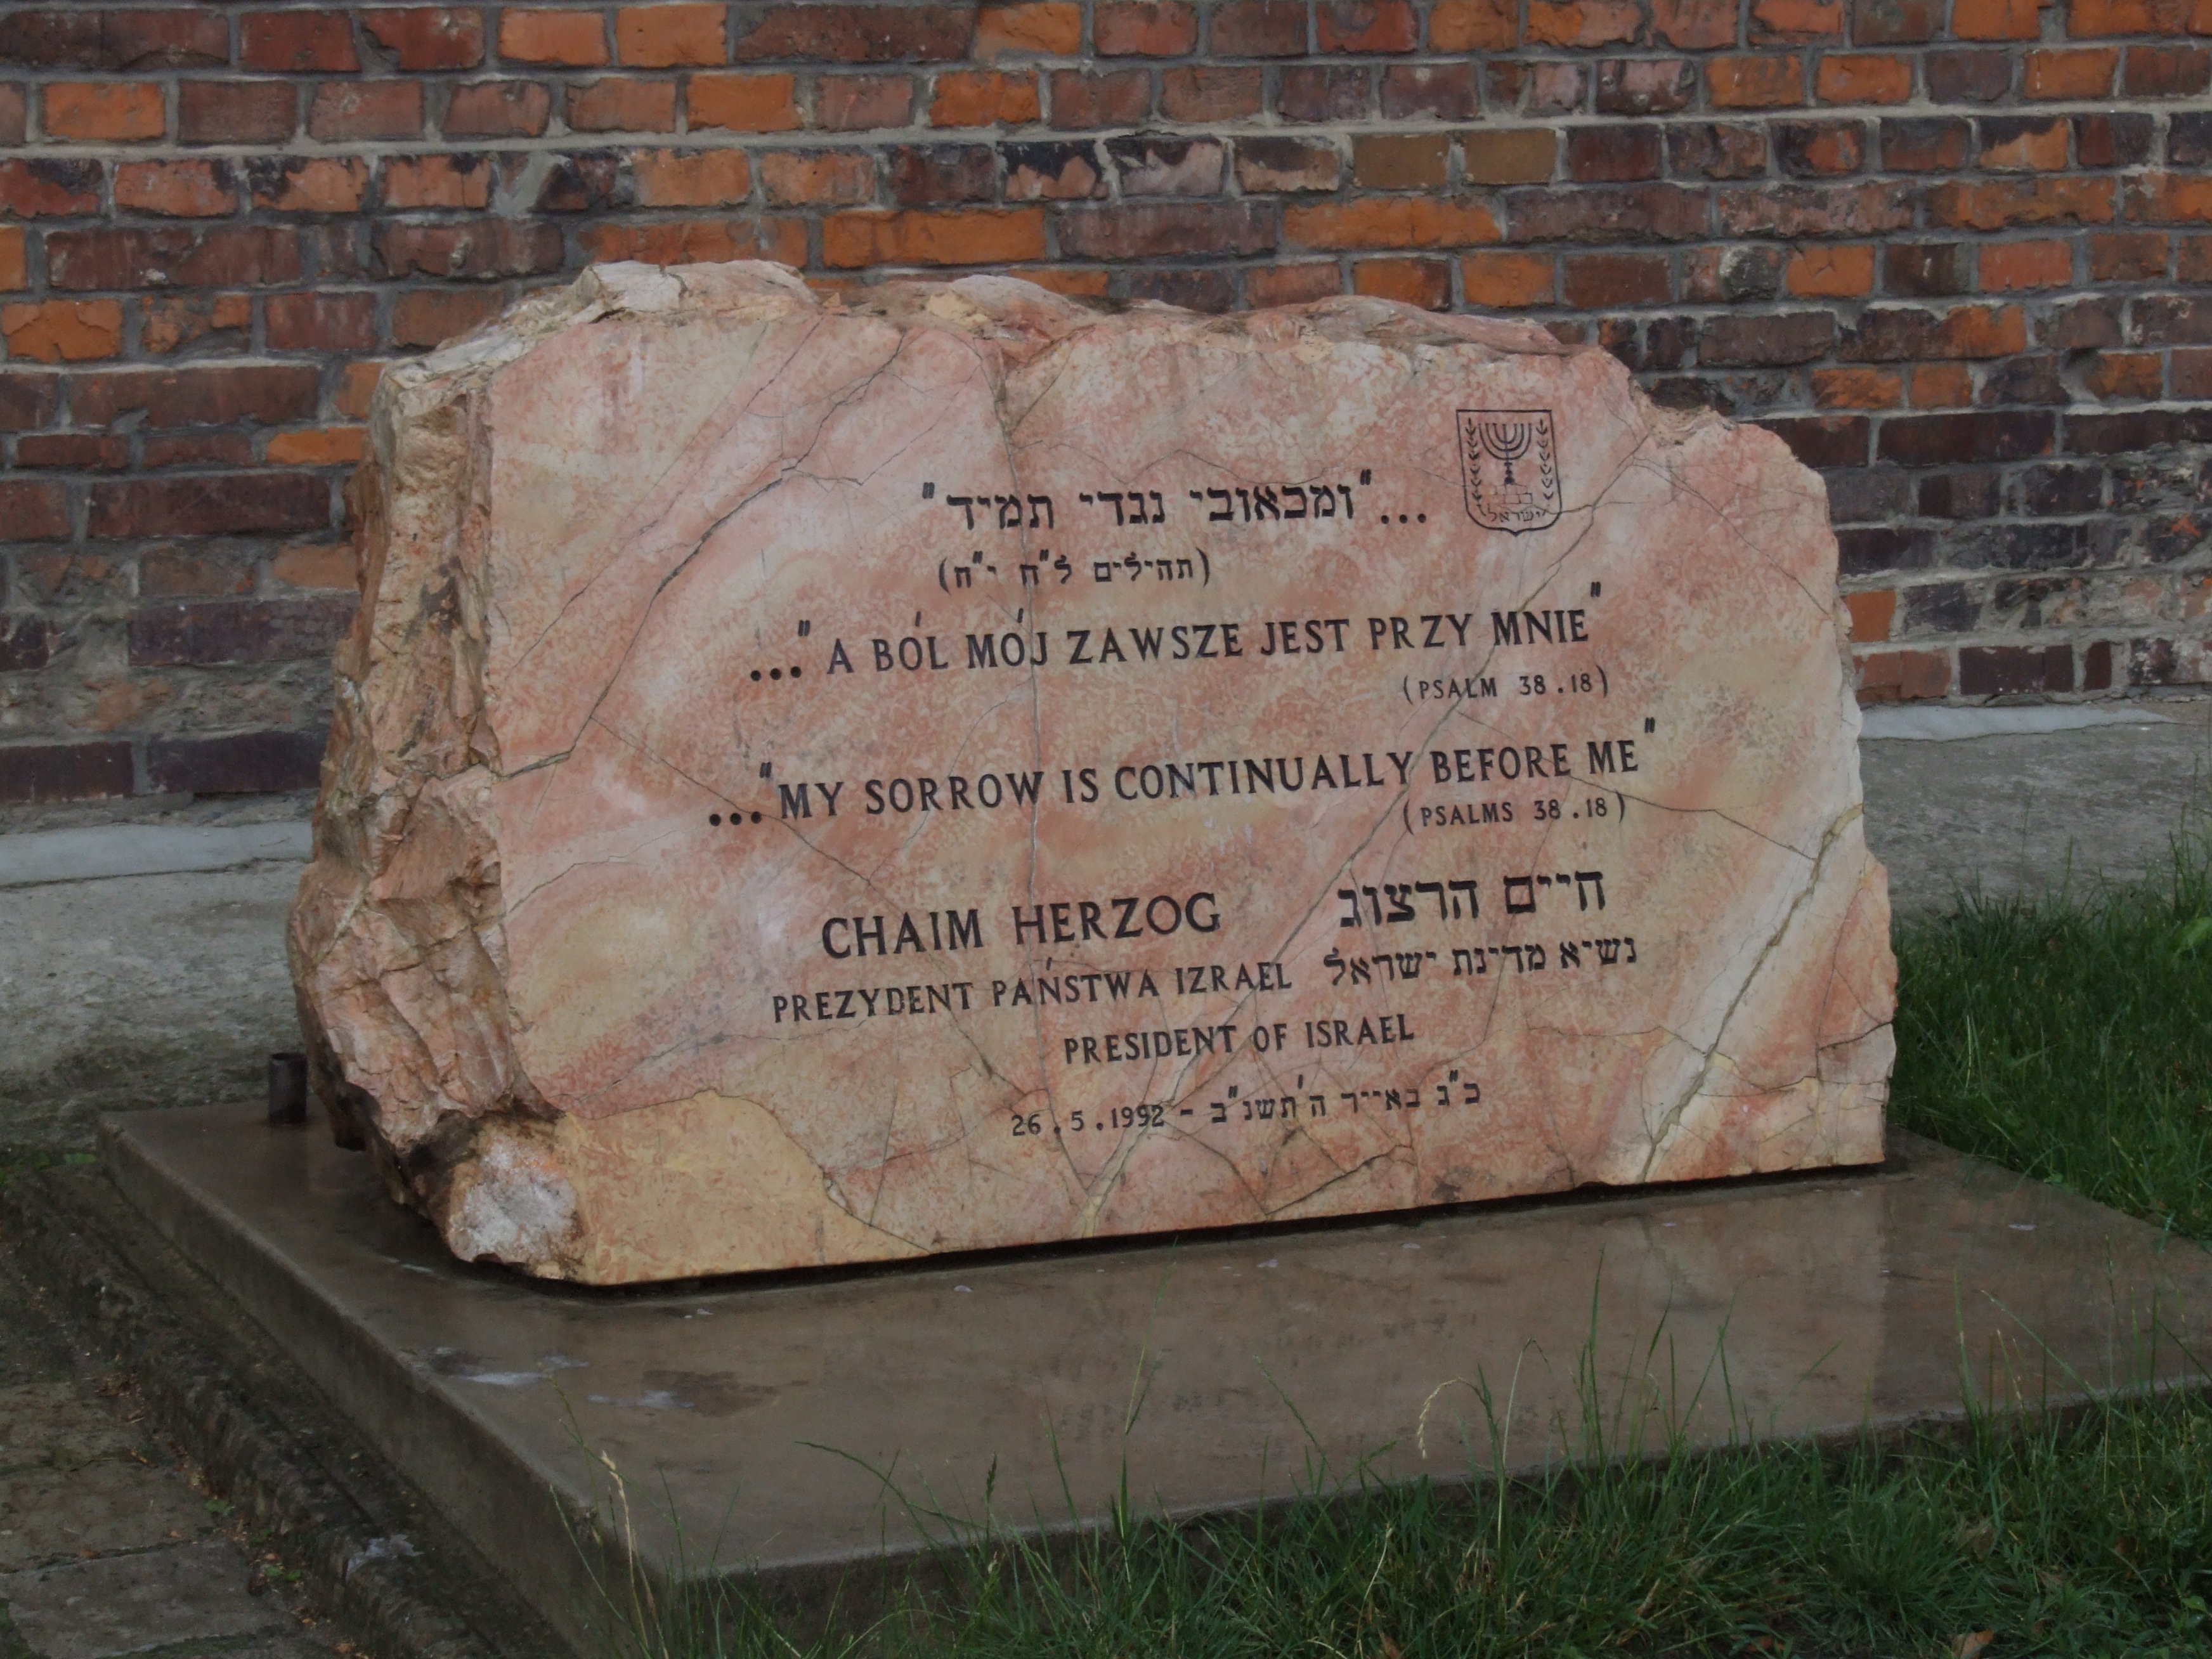 ישראל
..."ומכאובי נגדי תמיד"
(תהילים ל"ח י"ח)
..."A BÓL MÓJ ZAWSZE JEST PRZY MNIE"
(PSALM 38.18)
..."MY SORROW IS CONTINUALLY BEFORE ME"
(PSALMS 38.18)
CHAIM HERZOG חיים הרצוג
PREZYDENT PAŃSTWA IZRAEL נשיא מדינת ישראל
PRESIDENT OF ISRAEL
כ"ג באייר ה'תשנ"ב - 26.5.1992